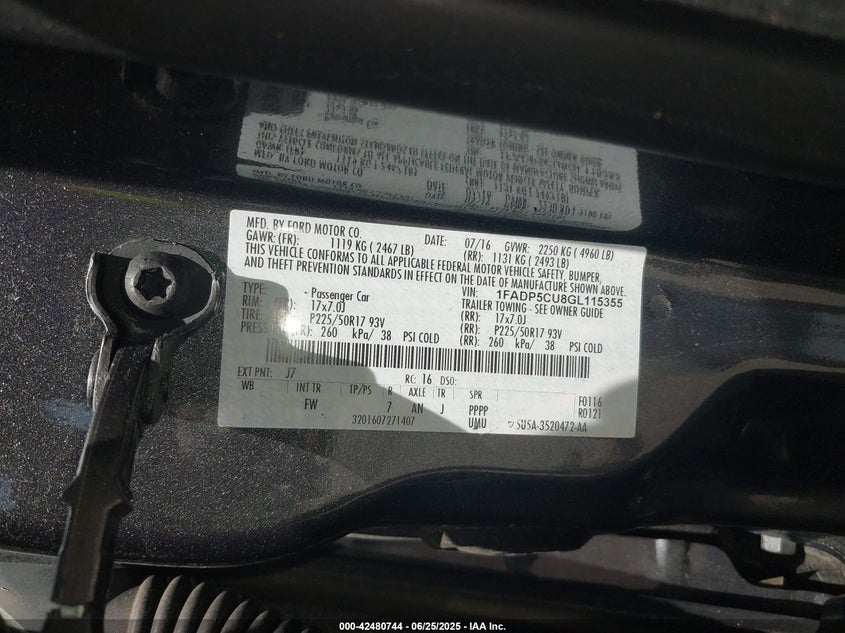 MFD. BY FORD MOTOR CO.
DATE: 07/16 GVWR: 2250 KG ( 4960 LB)
GAWR: (FR): 1119 KG ( 2467 LB) (RR): 1131 KG ( 2493 LB)
THIS VEHICLE CONFORMS TO ALL APPLICABLE FEDERAL MOTOR VEHICLE SAFETY, BUMPER,
AND THEFT PREVENTION STANDARDS IN EFFECT ON THE DATE OF MANUFACTURE SHOWN ABOVE.
VIN: 1FADP5CU8GL115355
TYPE: - Passenger Car TRAILER TOWING - SEE OWNER GUIDE
RIM: 17x7.0J (RR) 17x7.0J
TIRE P225/50R17 93V (RR) P225/50R17 93V
260 kPa/ 38 PSI COLD (RR): 260 kPa/ 38 PSI COLD
EXT PNT: J7 RC: 16 DSO:
WB INT TR TP/PS R AXLE TR SPR F0116
FW 7 AN J PPPP R0121
3201607271407 UMU SU5A-3520472-AA
000-42480744 | 06/25/2025 - IAA Inc.